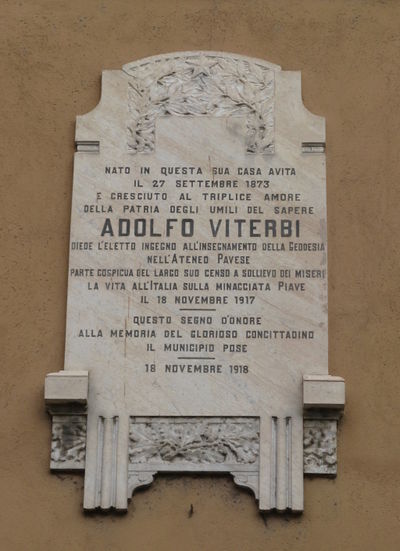 NATO IN QUESTA SUA CASA AVITA
IL 27 SETTEMBRE 1873
E CRESCIUTO AL TRIPLICE AMORE
DELLA PATRIA DEGLI UMILI DEL SAPERE
ADOLFO VITERBI
DIEDE L'ELETTO INGEGNO ALL'INSEGNAMENTO DELLA GEODESIA
NELL'ATENEO PAVESE
PARTE COSPICUA DEL LARGO SUO CENSO A SOLLIEVO DEI MISERI
LA VITA ALL'ITALIA SULLA MINACCIATA PIAVE
IL 18 NOVEMBRE 1917
QUESTO SEGNO D'ONORE
ALLA MEMORIA DEL GLORIOSO CONCITTADINO
IL MUNICIPIO POSE
18 NOVEMBRE 1918